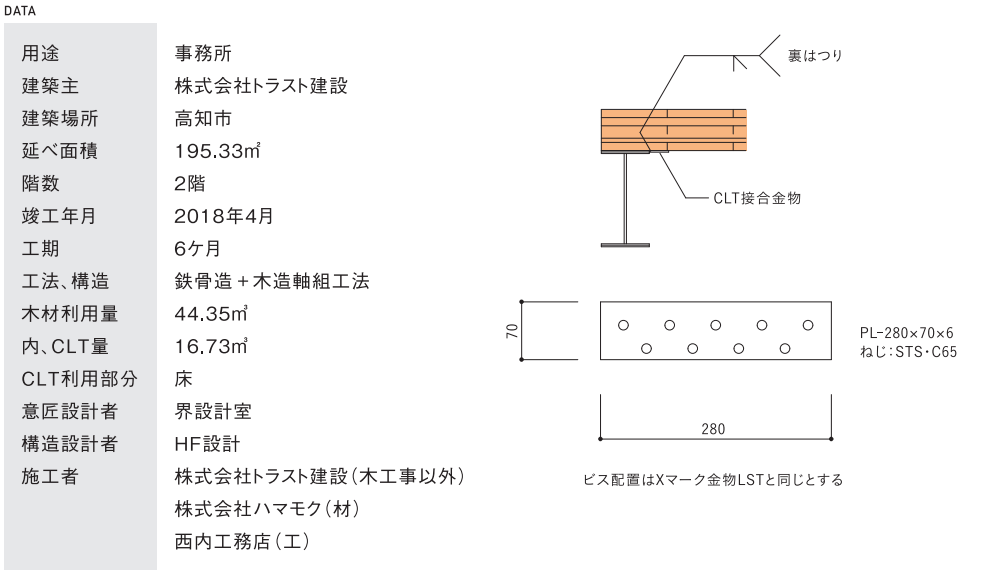 DATA
用途 事務所
建築主 株式会社トラスト建設
建築場所 高知市
延べ面積 195.33㎡
階数 2階
竣工年月 2018年4月
工期 6ケ月
工法、構造 鉄骨造+木造軸組工法
木材利用量 44.35㎥
内、CLT量 16.73㎥
CLT利用部分 床
意匠設計者 界設計室
構造設計者 HF設計
施工者 株式会社トラスト建設(木工事以外)
株式会社ハマモク(材)
西内工務店(工)
裏はつり
CLT接合金物
70
PL-280×70×6
ねじ:STS・C65
280
ビス配置はXマーク金物LSTと同じとする